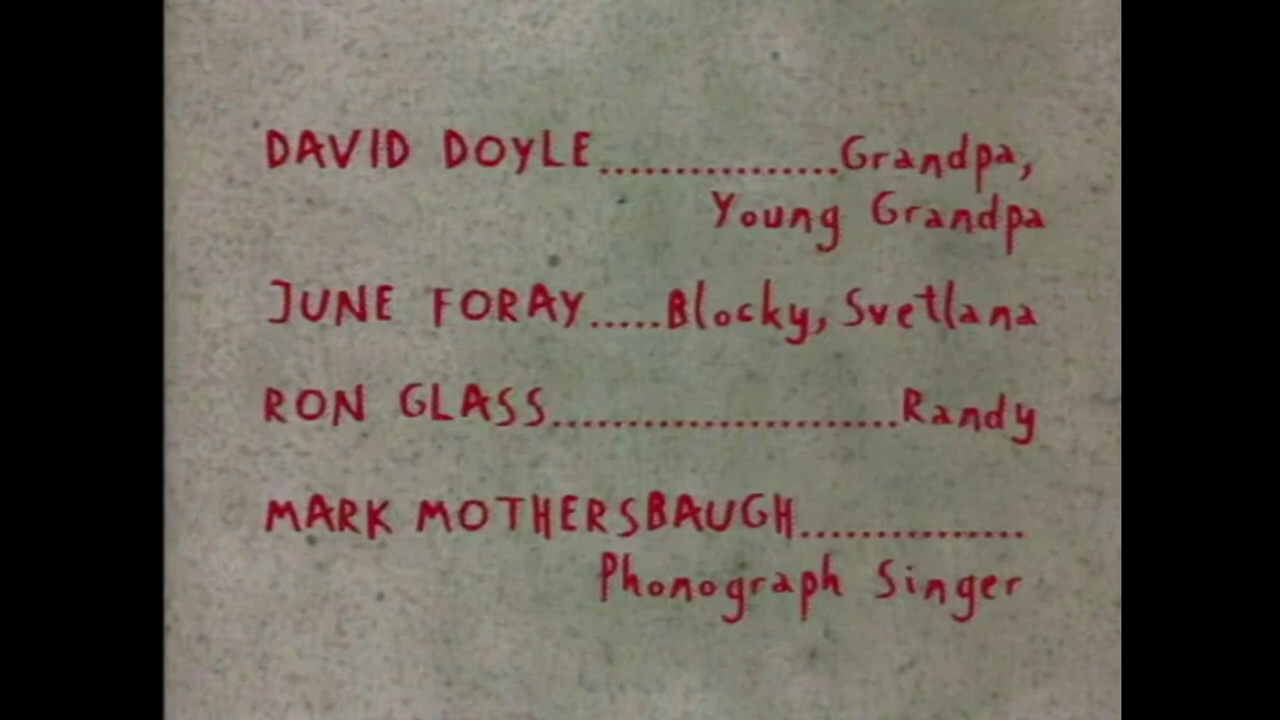 DAVID DOYLE...............Grandpa,
Young Grandpa
JUNE FORAY.....Blocky, Svetlana
RON GLASS......................Randy
MARK MOTHERSBAUGH...............
Phonograph Singer